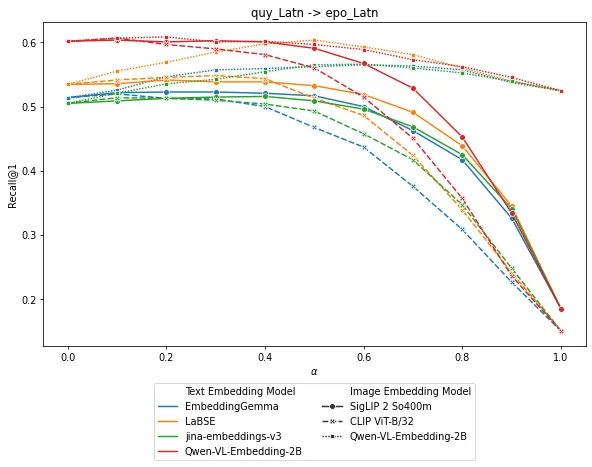 quy_Latn -> epo_Latn
Recall@1
0.6
0.5
0.4
0.3
0.2
0.0 0.2 0.4 0.6 0.8 1.0
α
Text Embedding Model Image Embedding Model
EmbeddingGemma SigLIP 2 So400m
LaBSE CLIP ViT-B/32
jina-embeddings-v3 Qwen-VL-Embedding-2B
Qwen-VL-Embedding-2B